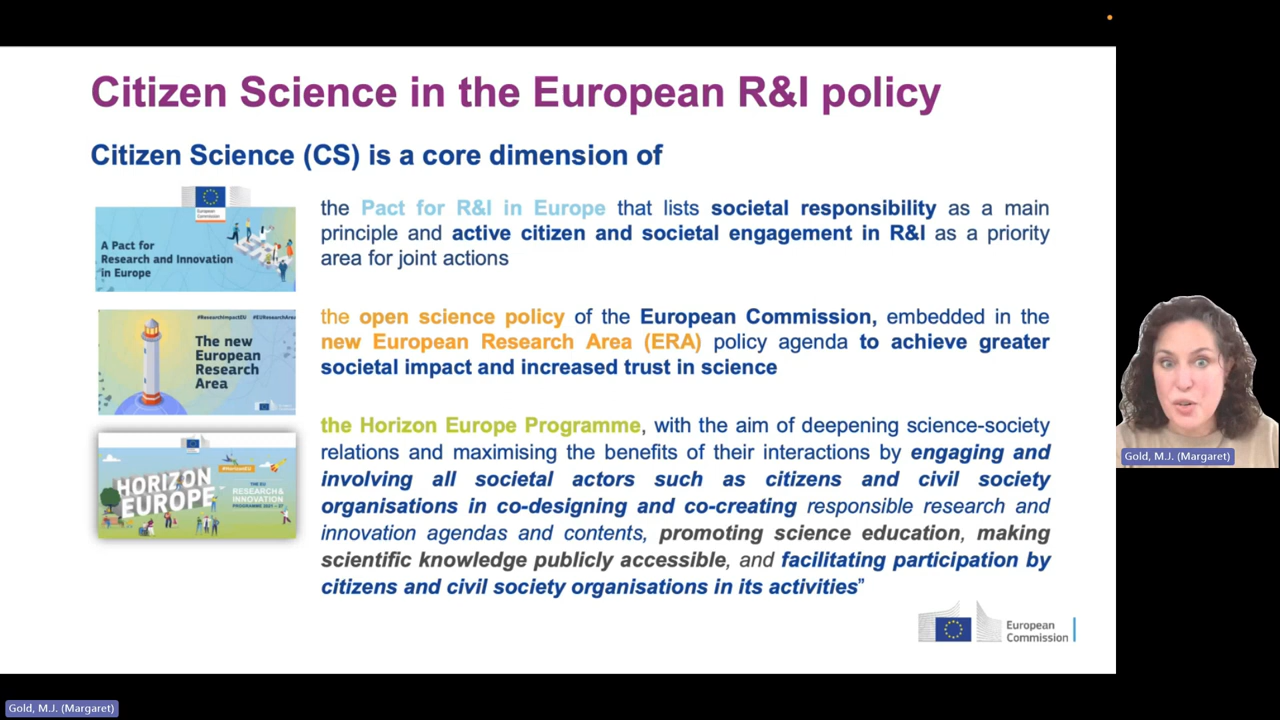 Citizen Science in the European R&I policy
Citizen Science (CS) is a core dimension of
European
Commission
A Pact for
Research and Innovation
in Europe
the Pact for R&I in Europe that lists societal responsibility as a main
principle and active citizen and societal engagement in R&I as a priority
area for joint actions
#ResearchImpactEU #EUResearchArea
The new
European
Research
Area
the open science policy of the European Commission, embedded in the
new European Research Area (ERA) policy agenda to achieve greater
societal impact and increased trust in science
#HorizonEU
HORIZON
EUROPE
THE EU
RESEARCH &
INNOVATION
PROGRAMME 2021 – 27
the Horizon Europe Programme, with the aim of deepening science-society
relations and maximising the benefits of their interactions by engaging and
involving all societal actors such as citizens and civil society
organisations in co-designing and co-creating responsible research and
innovation agendas and contents, promoting science education, making
scientific knowledge publicly accessible, and facilitating participation by
citizens and civil society organisations in its activities”
European
Commission
Gold, M.J. (Margaret)
Gold, M.J. (Margaret)